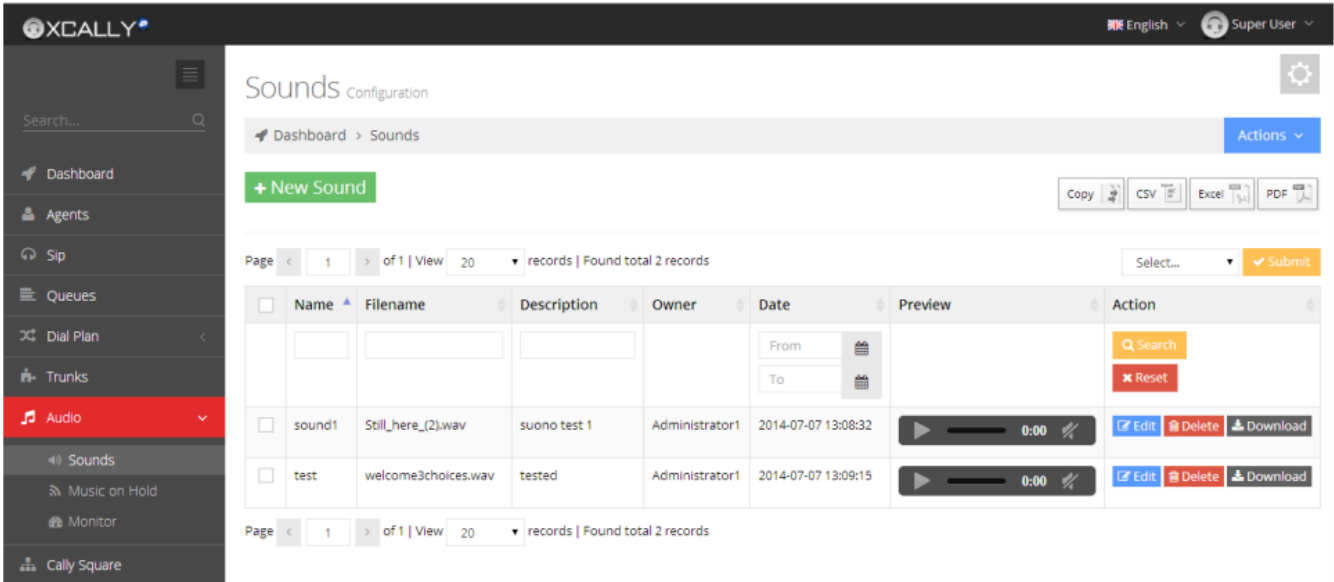 XCALLY
English
Super User
Search...
Dashboard
Agents
Sip
Queues
Dial Plan
Trunks
Audio
Sounds
Music on Hold
Monitor
Cally Square
Sounds Configuration
Dashboard > Sounds
Actions
+ New Sound
Copy CSV Excel PDF
Page < 1 > of 1 | View 20 records | Found total 2 records
Select... Submit
Name Filename Description Owner Date Preview Action
From
To
Search
Reset
sound1 Still_here_(2).wav suono test 1 Administrator1 2014-07-07 13:08:32 0:00 Edit Delete Download
test welcome3choices.wav tested Administrator1 2014-07-07 13:09:15 0:00 Edit Delete Download
Page < 1 > of 1 | View 20 records | Found total 2 records